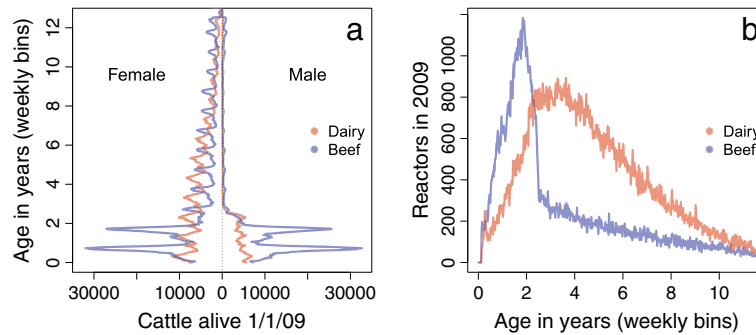 a
Female
Male
Dairy
Beef
Age in years (weekly bins)
0 2 4 6 8 10 12
30000 10000 0 10000 30000
Cattle alive 1/1/09
b
Dairy
Beef
Reactors in 2009
0 200 400 600 800 1000
0 2 4 6 8 10
Age in years (weekly bins)